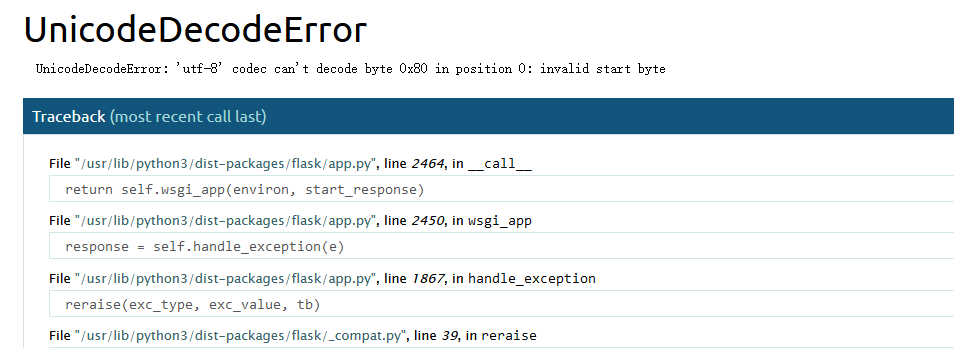 UnicodeDecodeError
UnicodeDecodeError: 'utf-8' codec can't decode byte 0x80 in position 0: invalid start byte
Traceback (most recent call last)
File "/usr/lib/python3/dist-packages/flask/app.py", line 2464, in __call__
return self.wsgi_app(environ, start_response)
File "/usr/lib/python3/dist-packages/flask/app.py", line 2450, in wsgi_app
response = self.handle_exception(e)
File "/usr/lib/python3/dist-packages/flask/app.py", line 1867, in handle_exception
reraise(exc_type, exc_value, tb)
File "/usr/lib/python3/dist-packages/flask/_compat.py", line 39, in reraise